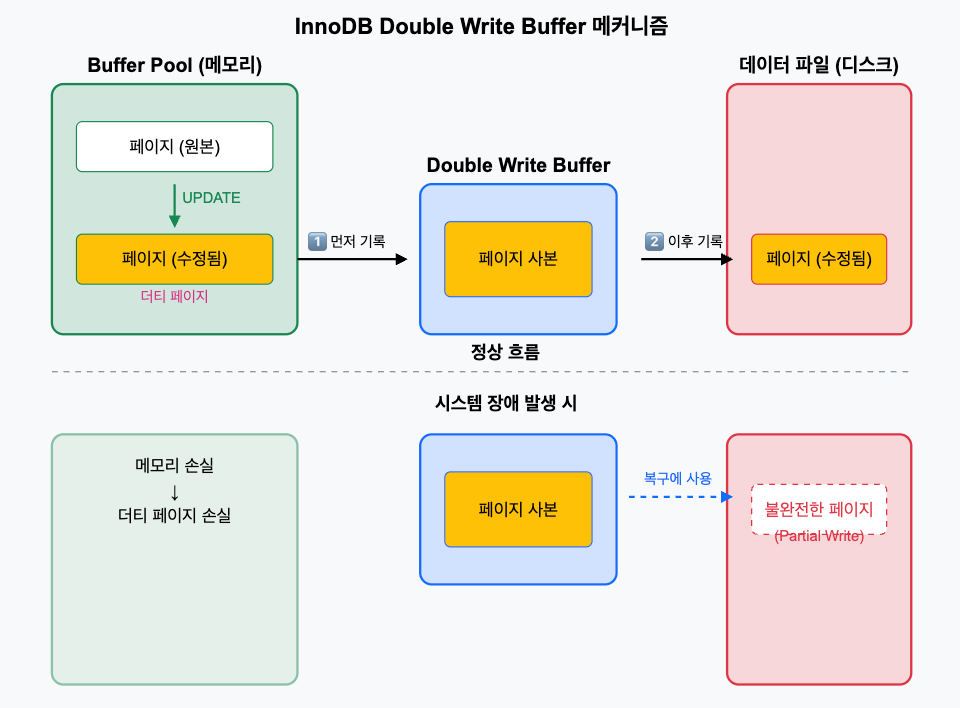 InnoDB Double Write Buffer 메커니즘
Buffer Pool (메모리)
데이터 파일 (디스크)
페이지 (원본)
Double Write Buffer
UPDATE
1 먼저 기록
2 이후 기록
페이지 (수정됨)
페이지 사본
페이지 (수정됨)
더티 페이지
정상 흐름
시스템 장애 발생 시
메모리 손실
↓
더티 페이지 손실
페이지 사본
복구에 사용
불완전한 페이지
(Partial Write)